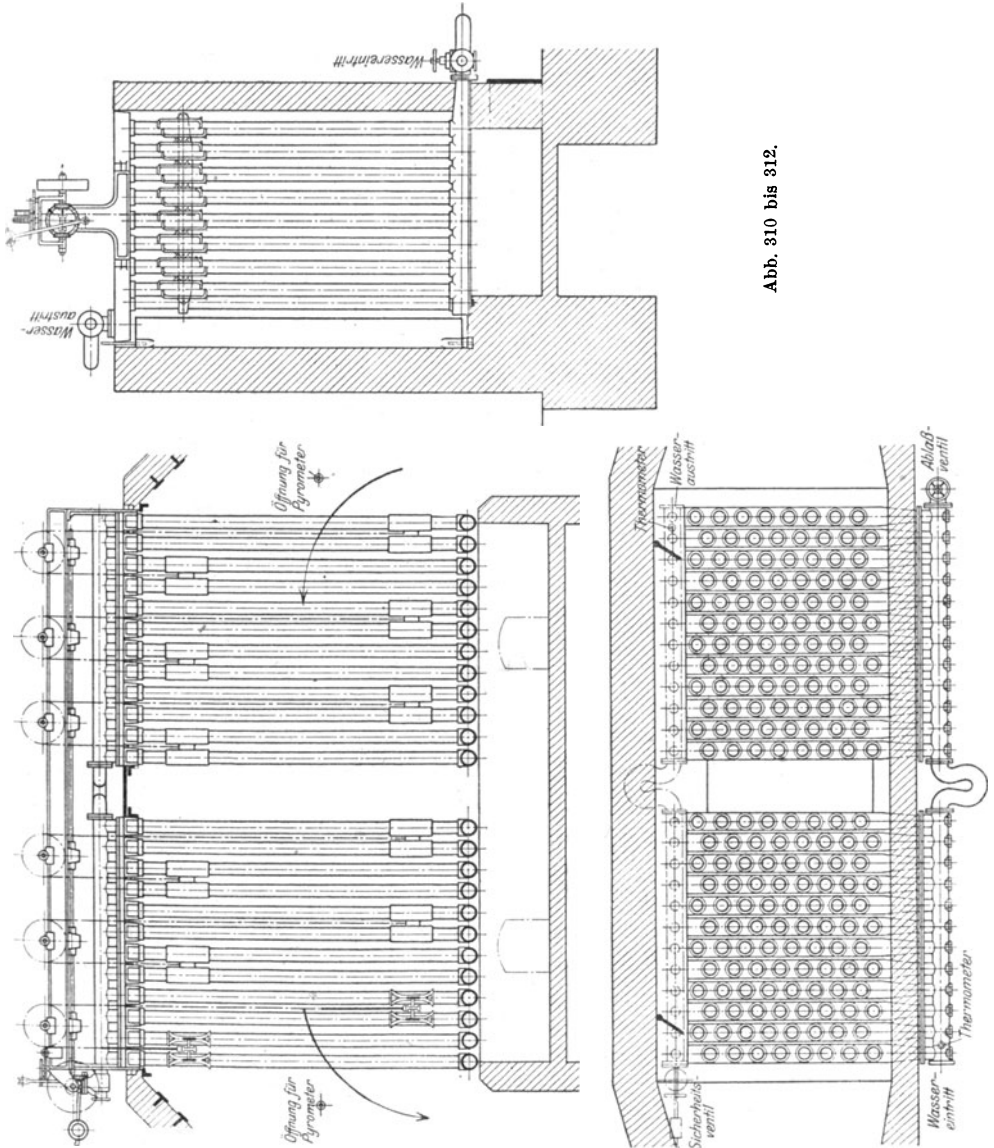 Wasser-
austritt
Wassereintritt
Abb. 310 bis 312.
Öffnung für
Pyrometer
Öffnung für
Pyrometer
Thermometer
Wasser-
austritt
Ablaß-
ventil
Sicherheits-
ventil
Wasser-
eintritt
Thermometer